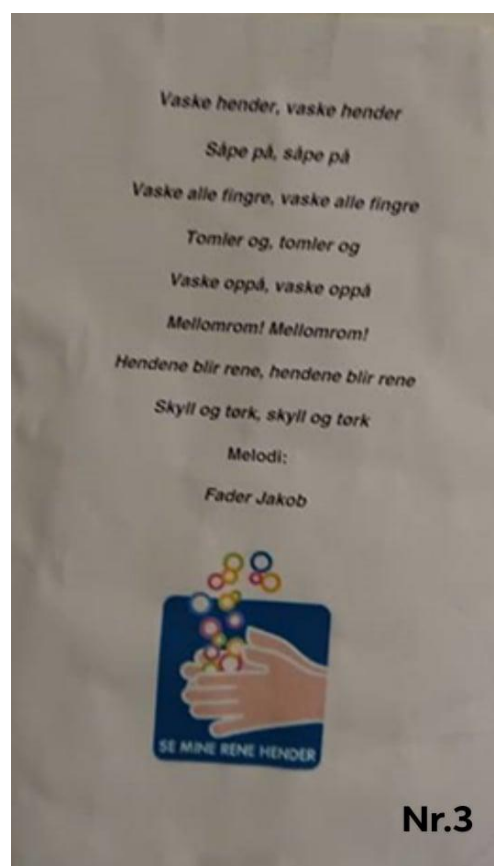 Vaske hender, vaske hender
Såpe på, såpe på
Vaske alle fingre, vaske alle fingre
Tomler og, tomler og
Vaske oppå, vaske oppå
Mellomrom! Mellomrom!
Hendene blir rene, hendene blir rene
Skyll og tørk, skyll og tørk
Melodi:
Fader Jakob
SE MINE RENE HENDER
Nr.3